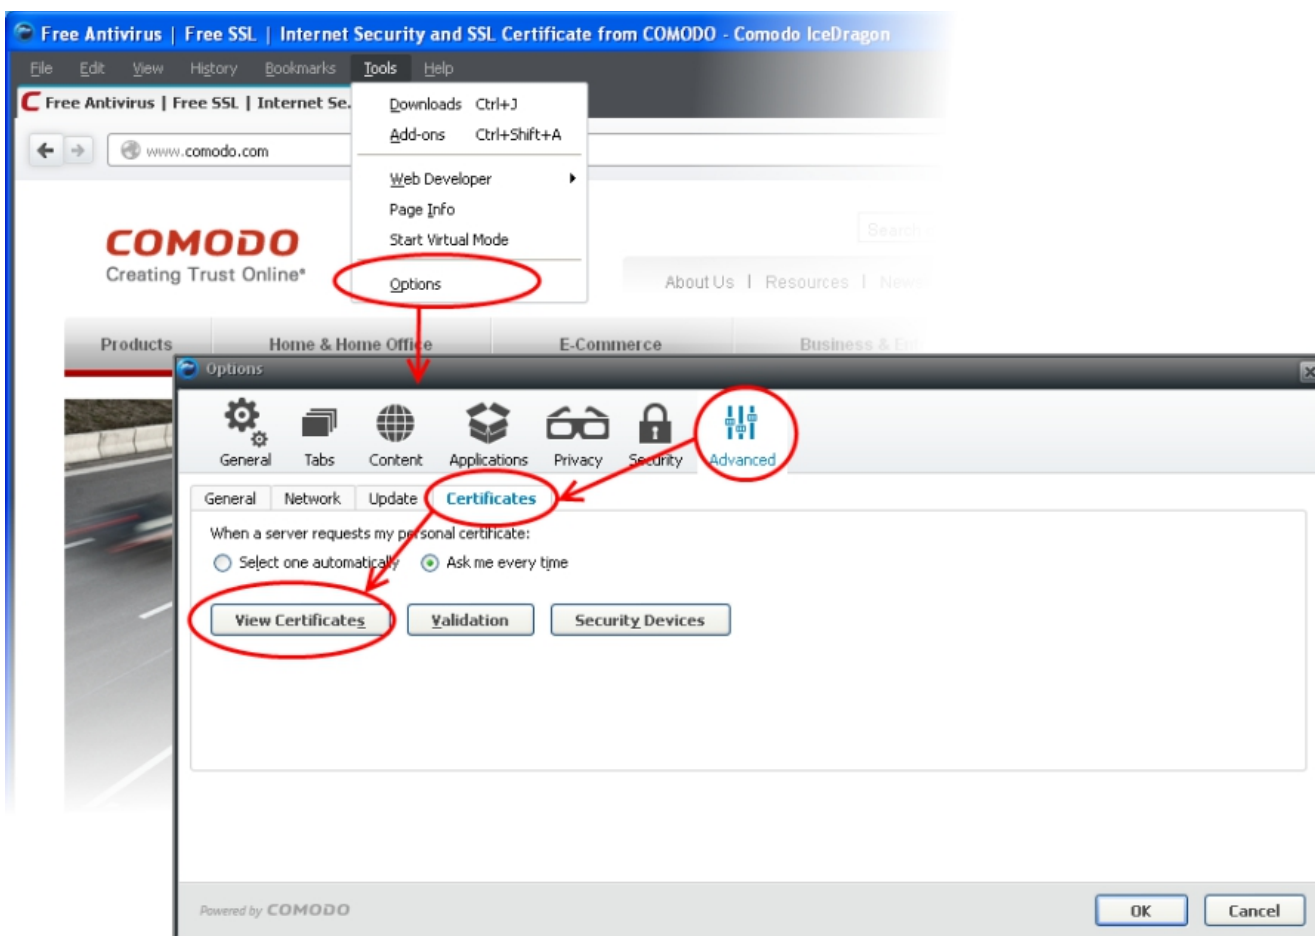 Free Antivirus | Free SSL | Internet Security and SSL Certificate from COMODO - Comodo IceDragon
File Edit View History Bookmarks Tools Help
Free Antivirus | Free SSL | Internet Se...
Downloads Ctrl+J
Add-ons Ctrl+Shift+A
www.comodo.com
Web Developer
Page Info
Start Virtual Mode
Options
COMODO
Creating Trust Online®
Search
About Us | Resources | News
Products Home & Home Office E-Commerce Business &
Options
General Tabs Content Applications Privacy Security Advanced
General Network Update Certificates
When a server requests my personal certificate:
Select one automatically Ask me every time
View Certificates Validation Security Devices
Powered by COMODO
OK Cancel